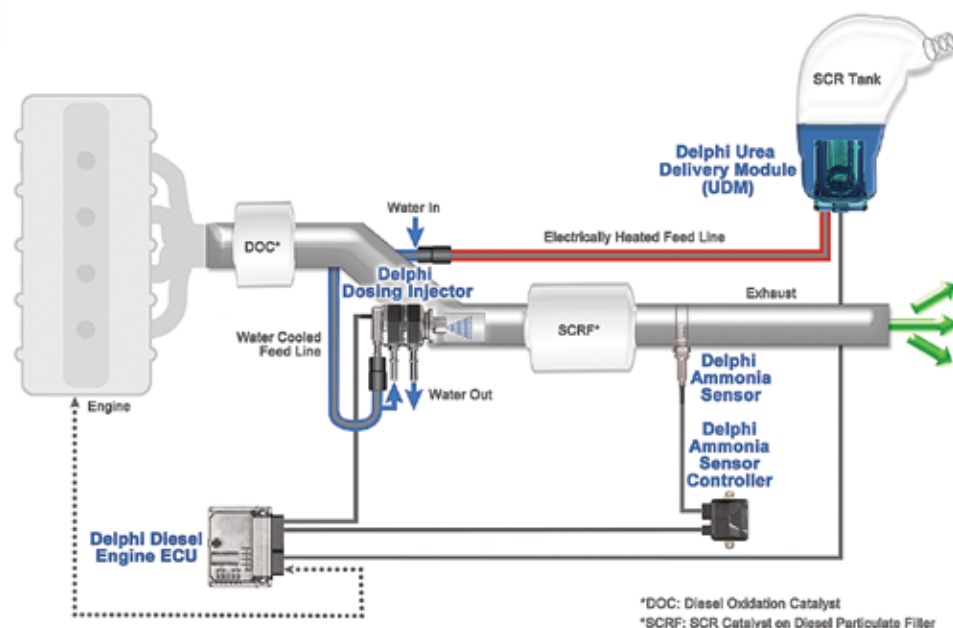 SCR Tank
Delphi Urea
Delivery Module
(UDM)
Water In
Electrically Heated Feed Line
DOC*
Delphi
Dosing Injector
Exhaust
SCRF*
Water Cooled
Feed Line
Water Out
Delphi
Ammonia
Sensor
Engine
Delphi
Ammonia
Sensor
Controller
Delphi Diesel
Engine ECU
*DOC: Diesel Oxidation Catalyst
*SCRF: SCR Catalyst on Diesel Particulate Filter